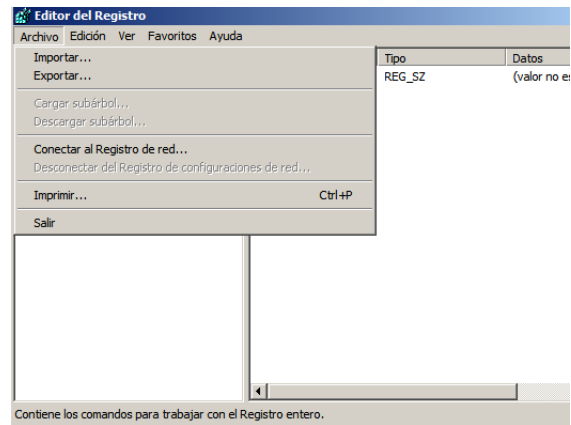 Editor del Registro
Archivo Edición Ver Favoritos Ayuda
Importar...
Exportar...
Cargar subárbol...
Descargar subárbol...
Conectar al Registro de red...
Desconectar del Registro de configuraciones de red...
Imprimir... Ctrl+P
Salir
Tipo Datos
REG_SZ (valor no es
Contiene los comandos para trabajar con el Registro entero.